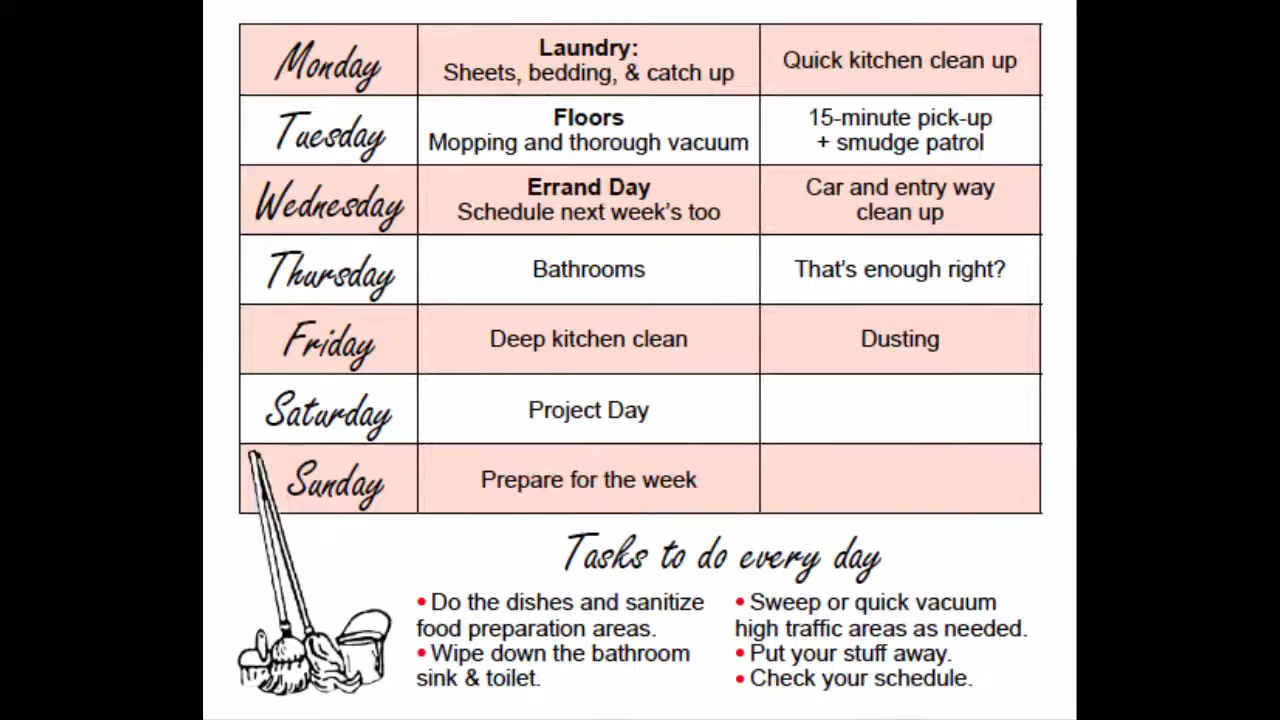 Monday
Laundry:
Sheets, bedding, & catch up
Quick kitchen clean up
Tuesday
Floors
Mopping and thorough vacuum
15-minute pick-up
+ smudge patrol
Wednesday
Errand Day
Schedule next week's too
Car and entry way
clean up
Thursday
Bathrooms
That's enough right?
Friday
Deep kitchen clean
Dusting
Saturday
Project Day
Sunday
Prepare for the week
Tasks to do every day
• Do the dishes and sanitize
food preparation areas.
• Wipe down the bathroom
sink & toilet.
• Sweep or quick vacuum
high traffic areas as needed.
• Put your stuff away.
• Check your schedule.